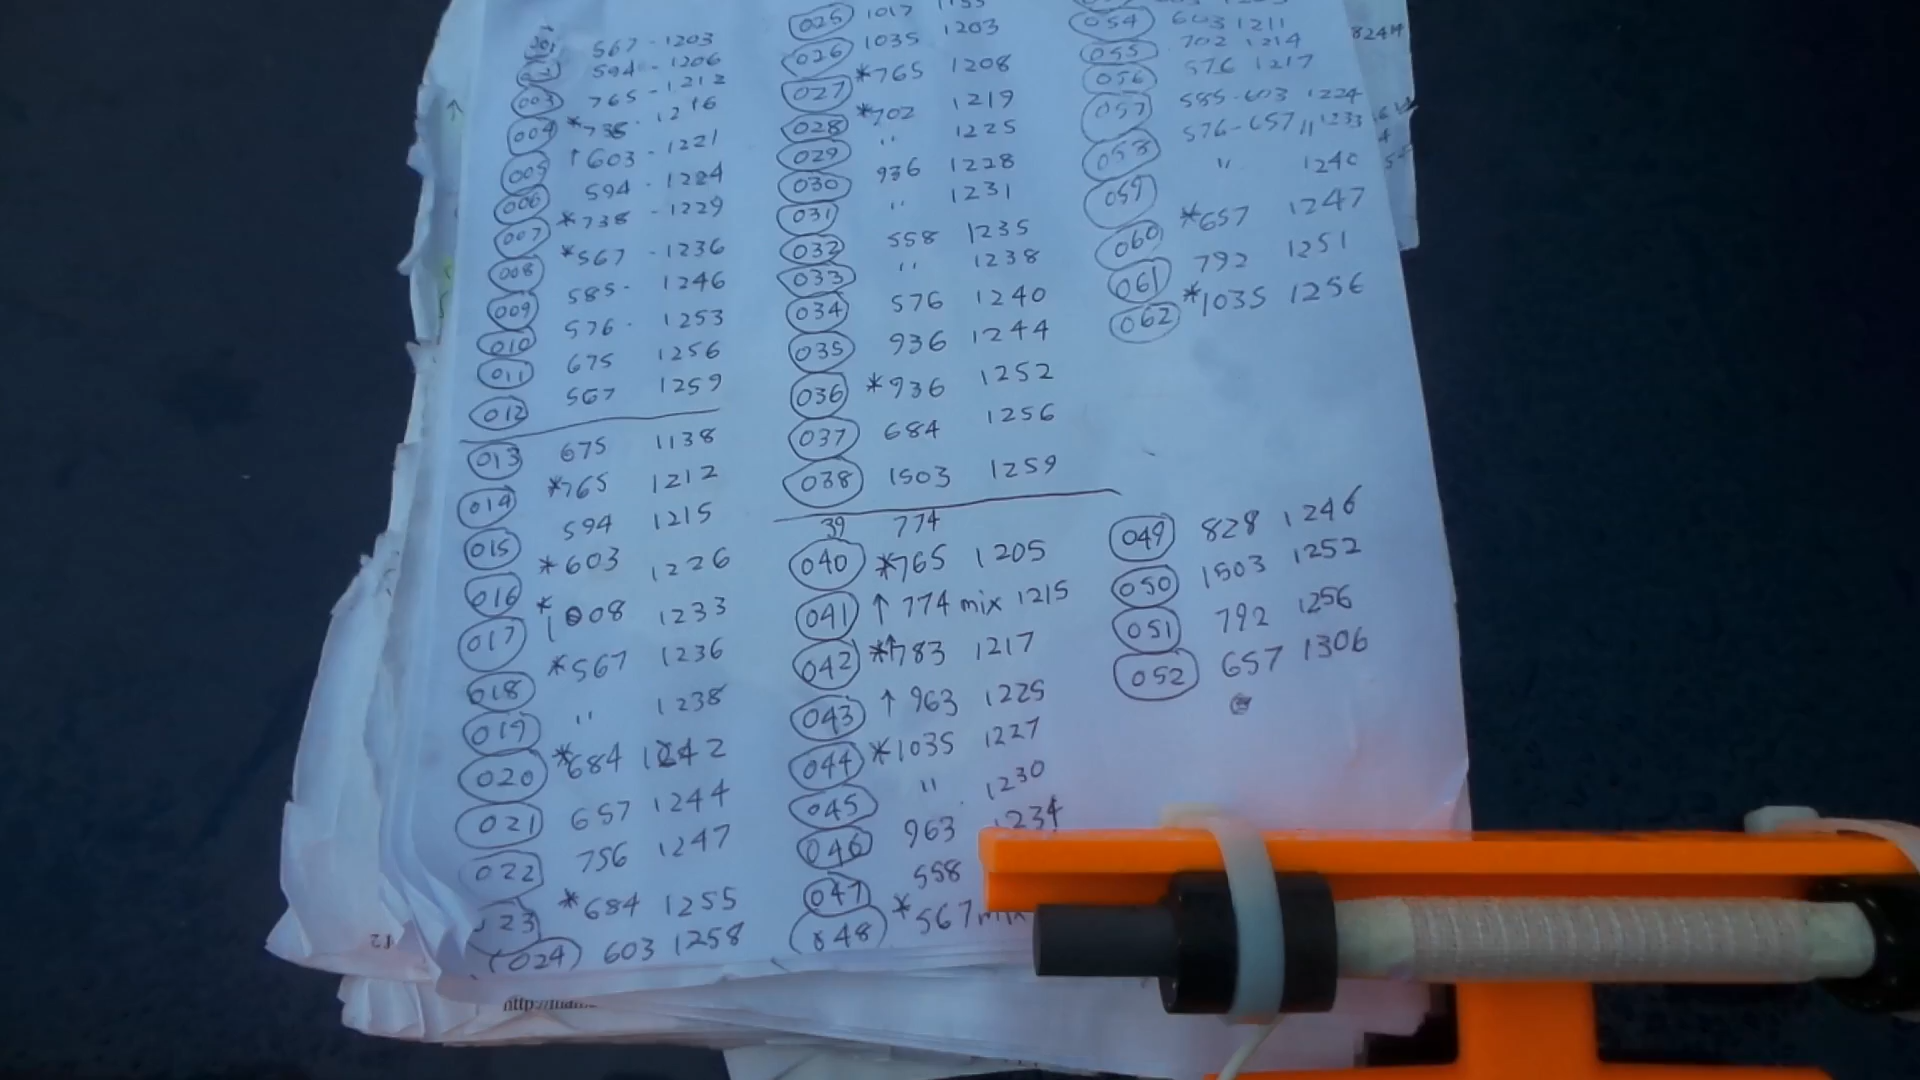 001 567 - 1203
002 594 - 1206
003 765 - 1212
004 *738 - 1216
005 ↑603 - 1221
006 594 - 1224
007 *738 - 1229
008 *567 - 1236
009 585 - 1246
010 576 - 1253
011 675 1256
012 567 1259
013 675 1138
014 *765 1212
015 594 1215
016 *603 1226
017 *1008 1233
018 *567 1236
019 " 1238
020 *684 1242
021 657 1244
022 756 1247
023 *684 1255
024 603 1258
025 1017
026 1035 1203
027 *765 1208
028 *702 1219
029 " 1225
030 936 1228
031 " 1231
032 558 1235
033 " 1238
034 576 1240
035 936 1244
036 *936 1252
037 684 1256
038 1503 1259
39 774
040 *765 1205
041 ↑ 774 mix 1215
042 *↑783 1217
043 ↑ 963 1225
044 *1035 1227
045 " 1230
046 963 1234
047 558
048 *567 mix
054 603 1211
055 702 1214
056 576 1217
057 585-603 1224
058 576-657 11 1233
059 " 1240
060 *657 1247
061 792 1251
062 *1035 1256
049 828 1246
050 1503 1252
051 792 1256
052 657 1306